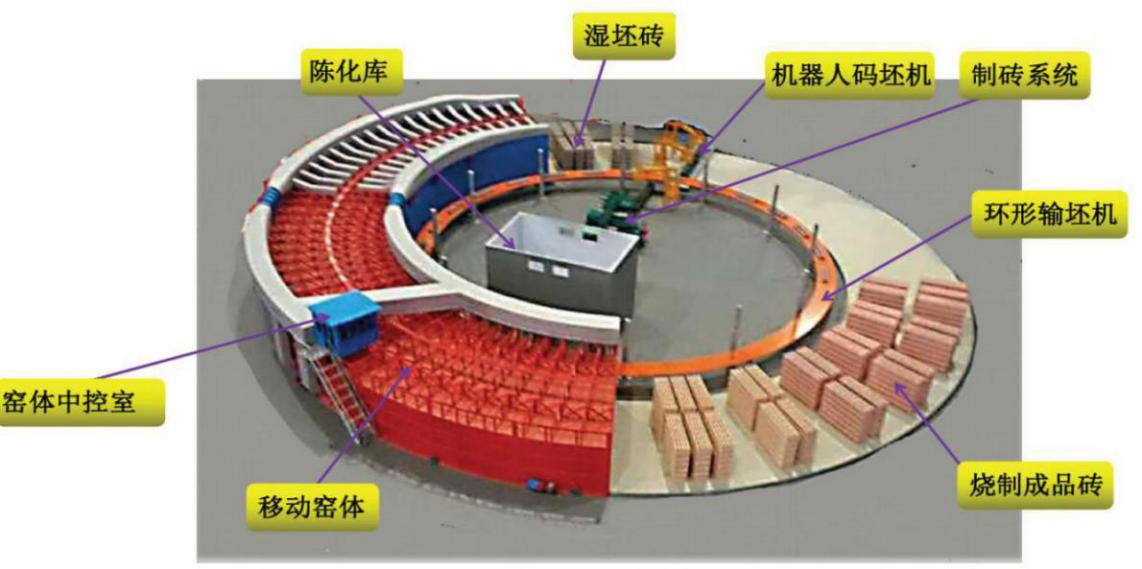 湿坯砖
陈化库
机器人码坯机
制砖系统
环形输坯机
窑体中控室
移动窑体
烧制成品砖